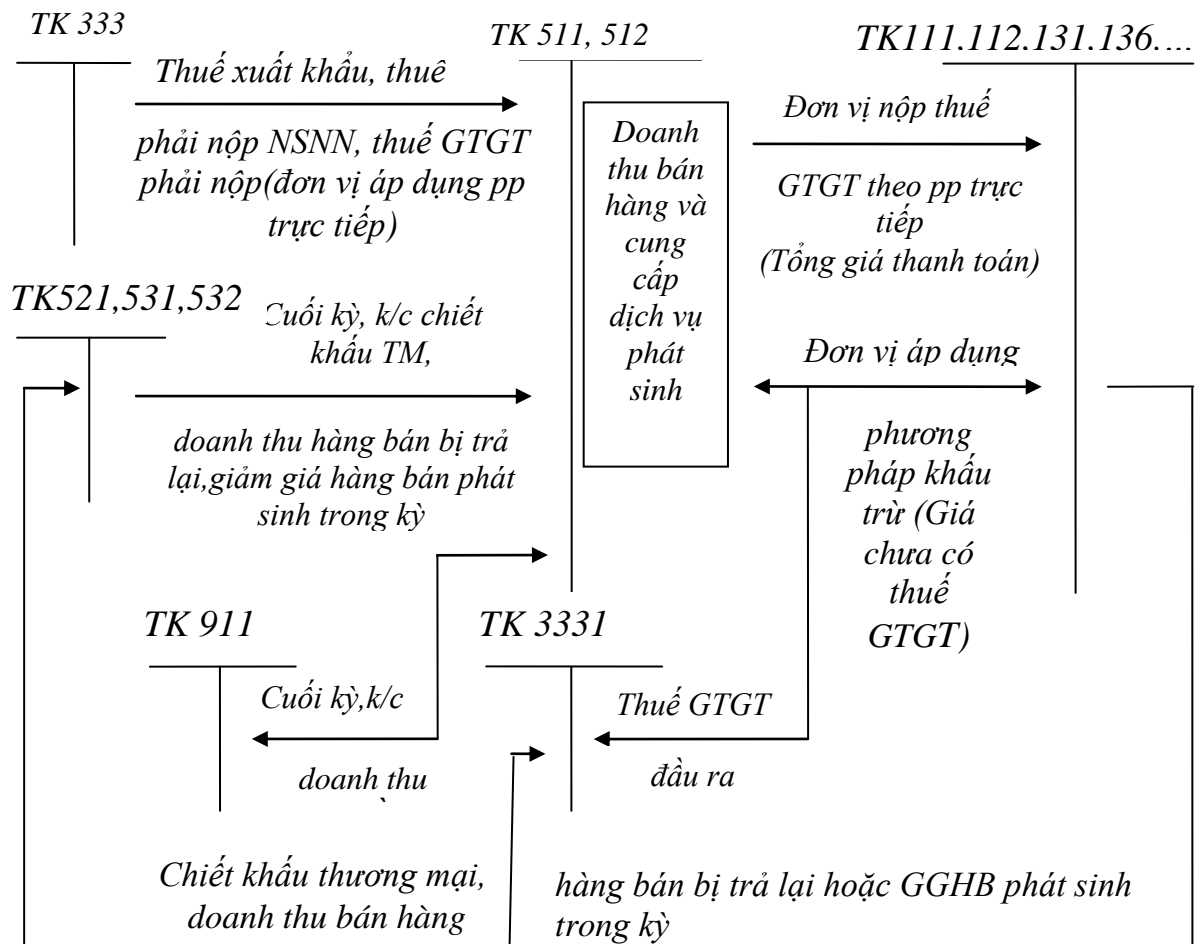 TK 333
TK 511, 512
TK111.112.131.136....
Thuế xuất khẩu, thuê
phải nộp NSNN, thuế GTGT
phải nộp(đơn vị áp dụng pp
trực tiếp)
Doanh
thu bán
hàng và
cung
cấp
dịch vụ
phát
sinh
Đơn vị nộp thuế
GTGT theo pp trực
tiếp
(Tổng giá thanh toán)
TK521,531,532
Cuối kỳ, k/c chiết
khấu TM,
doanh thu hàng bán bị trả
lại,giảm giá hàng bán phát
sinh trong kỳ
Đơn vị áp dụng
phương
pháp khấu
trừ (Giá
chưa có
thuế
GTGT)
TK 911
TK 3331
Cuối kỳ,k/c
doanh thu
Thuế GTGT
đầu ra
Chiết khấu thương mại,
doanh thu bán hàng
hàng bán bị trả lại hoặc GGHB phát sinh
trong kỳ